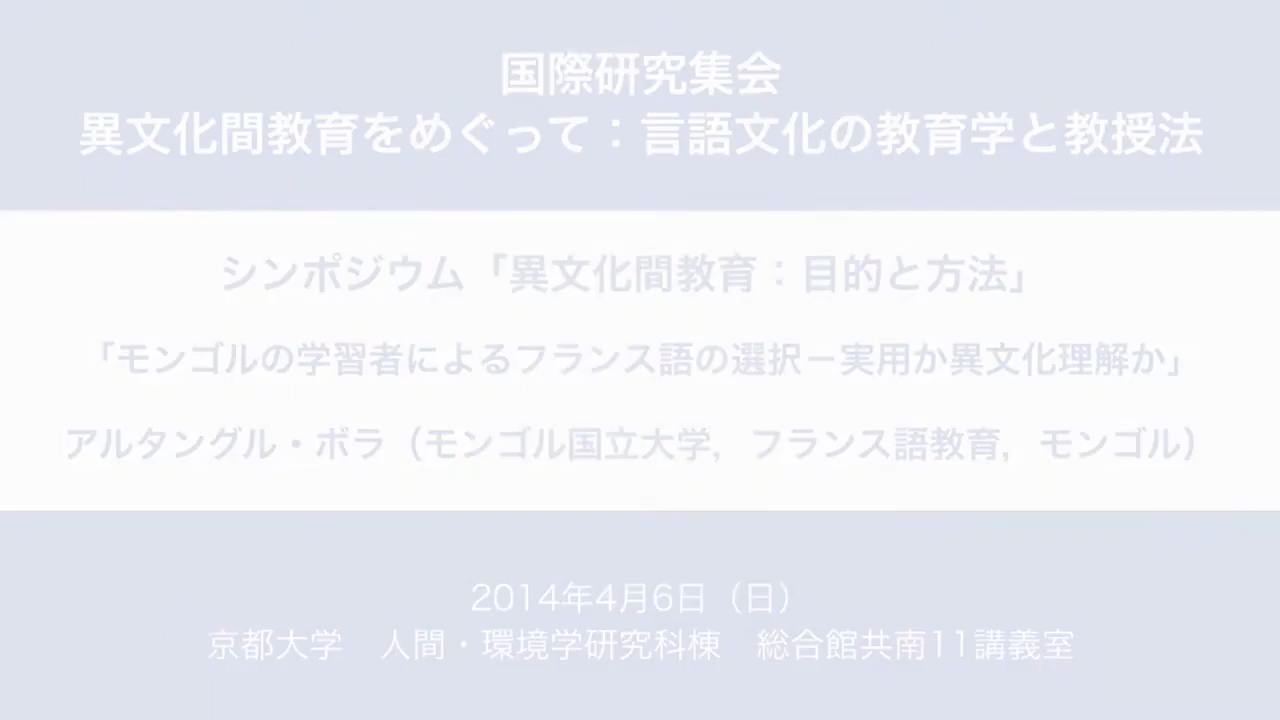 国際研究集会
異文化間教育をめぐって：言語文化の教育学と教授法
シンポジウム「異文化間教育：目的と方法」
「モンゴルの学習者によるフランス語の選択－実用か異文化理解か」
アルタングル・ボラ（モンゴル国立大学，フランス語教育，モンゴル）
2014年4月6日（日）
京都大学　人間・環境学研究科棟　総合館共南11講義室